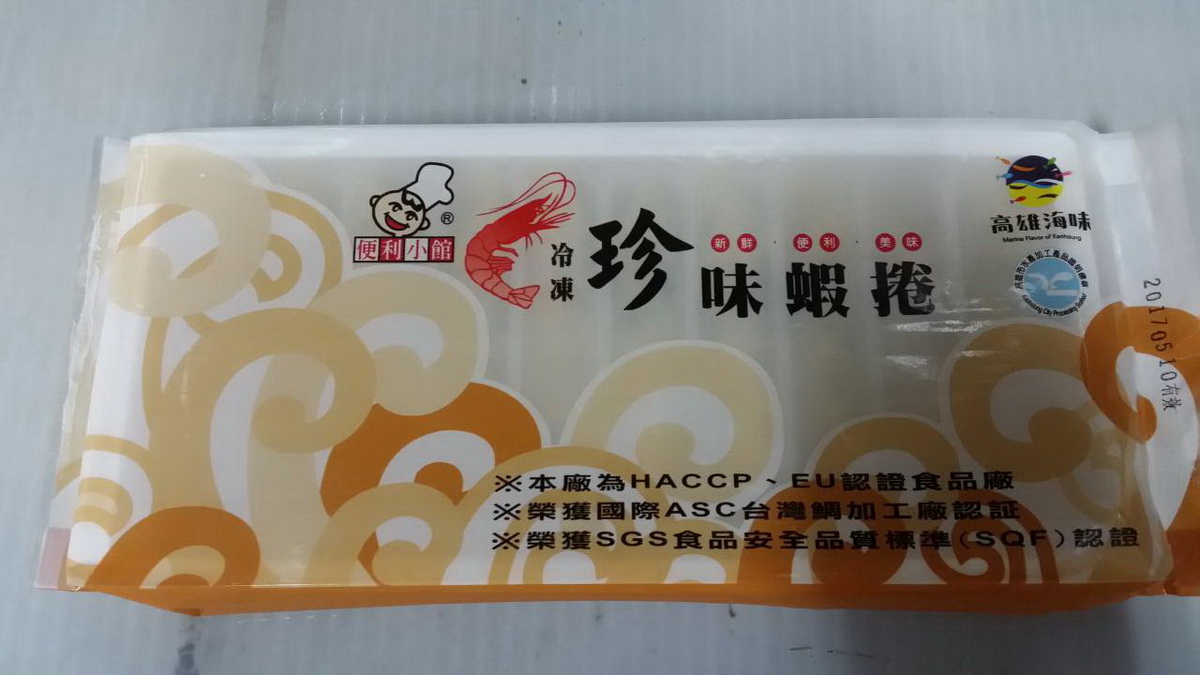 便利小館
®
冷凍
珍味蝦捲
新鮮 便利 美味
高雄海味
Marine Flavor of Kaohsiung
20170510有效
※本廠為HACCP、EU認證食品廠
※榮獲國際ASC台灣鯛加工廠認証
※榮獲SGS食品安全品質標準(SQF)認證